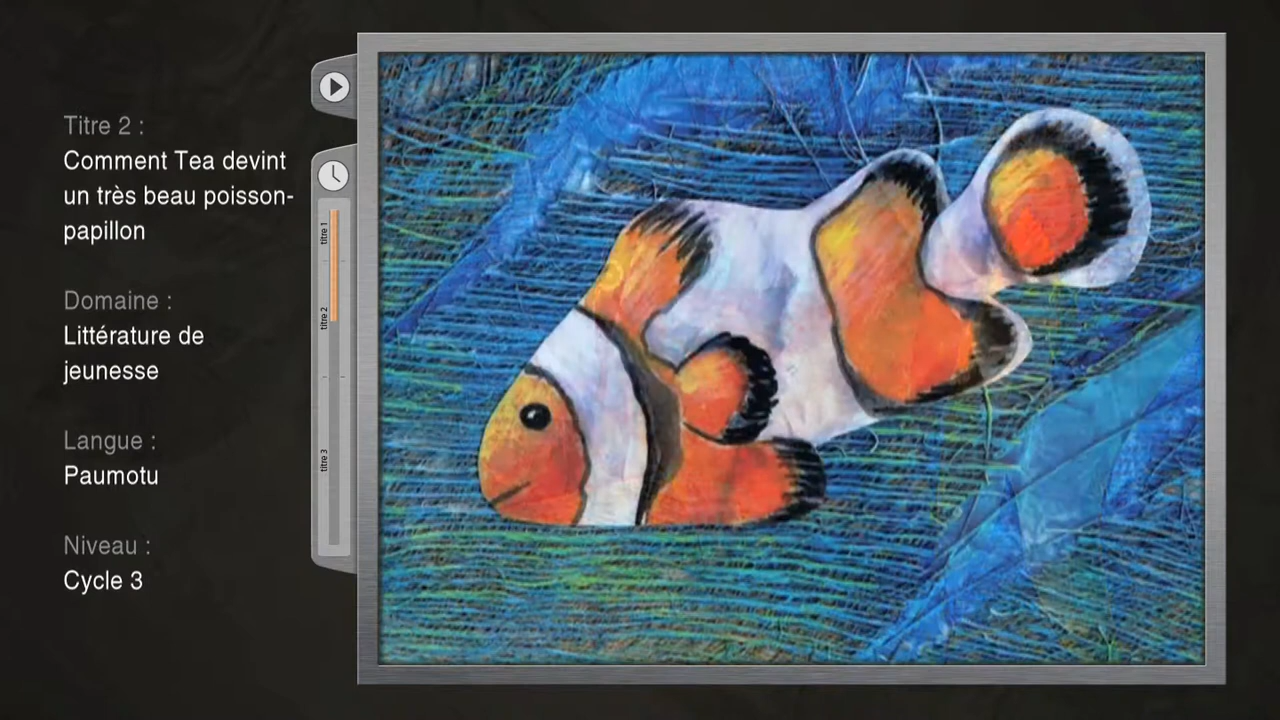 Titre 2 :
Comment Tea devint
un très beau poisson-
papillon
Domaine :
Littérature de
jeunesse
Langue :
Paumotu
Niveau :
Cycle 3
titre 1
titre 2
titre 3